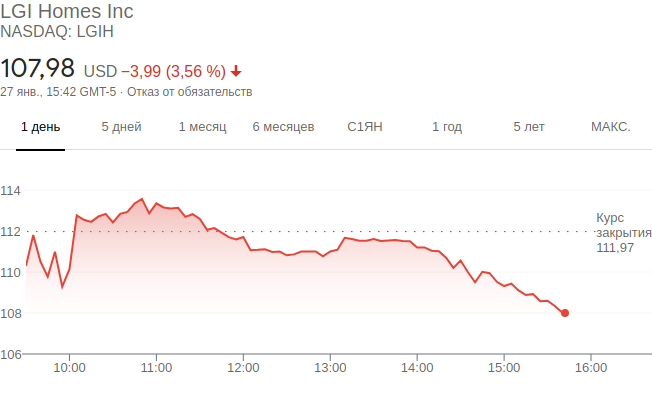 LGI Homes Inc
NASDAQ: LGIH
107,98 USD −3,99 (3,56 %)
27 янв., 15:42 GMT-5 · Отказ от обязательств
1 день 5 дней 1 месяц 6 месяцев С1ЯН 1 год 5 лет МАКС.
114
112
110
108
106
Курс
закрытия
111,97
10:00 11:00 12:00 13:00 14:00 15:00 16:00